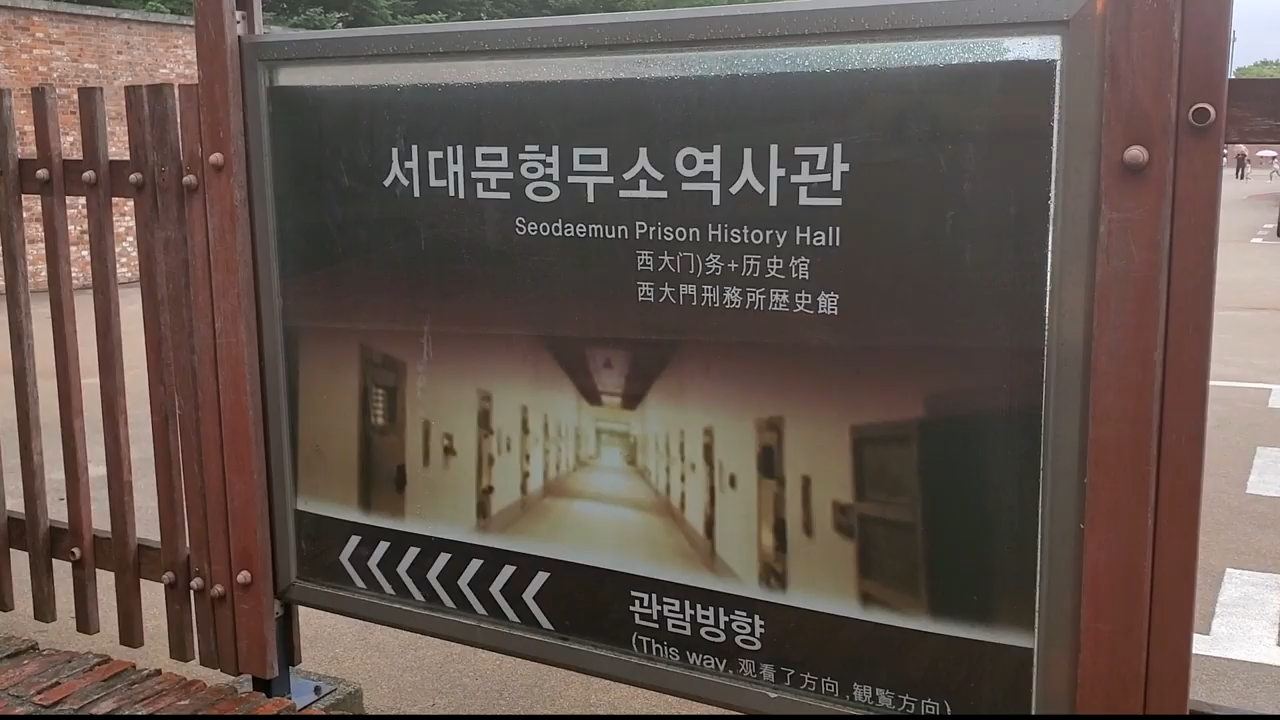 서대문형무소역사관
Seodaemun Prison History Hall
西大门)务+历史馆
西大門刑務所歴史館
관람방향
(This way, 观看了方向, 観覧方向)